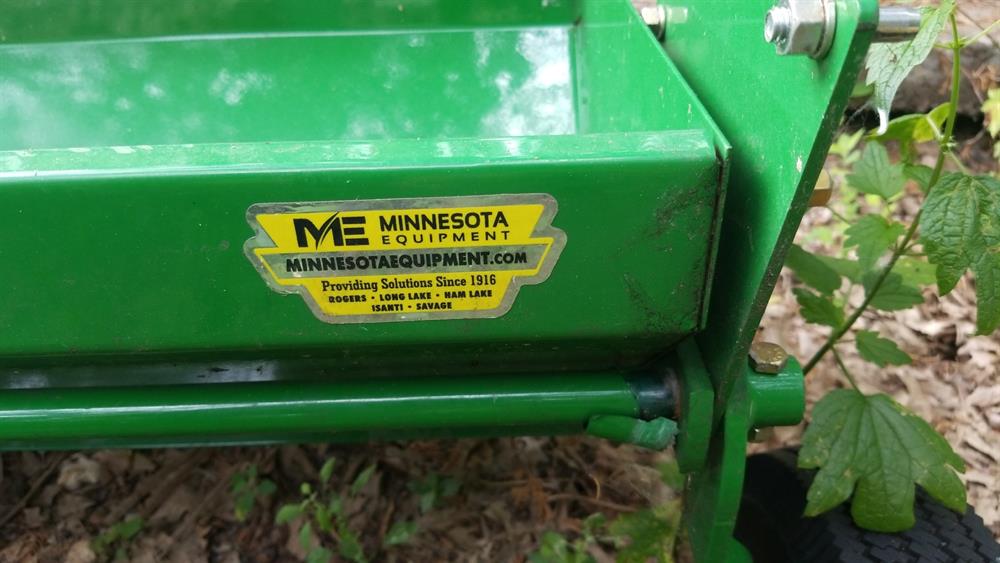 ME MINNESOTA
EQUIPMENT
MINNESOTAEQUIPMENT.COM
Providing Solutions Since 1916
ROGERS · LONG LAKE · HAM LAKE
ISANTI · SAVAGE